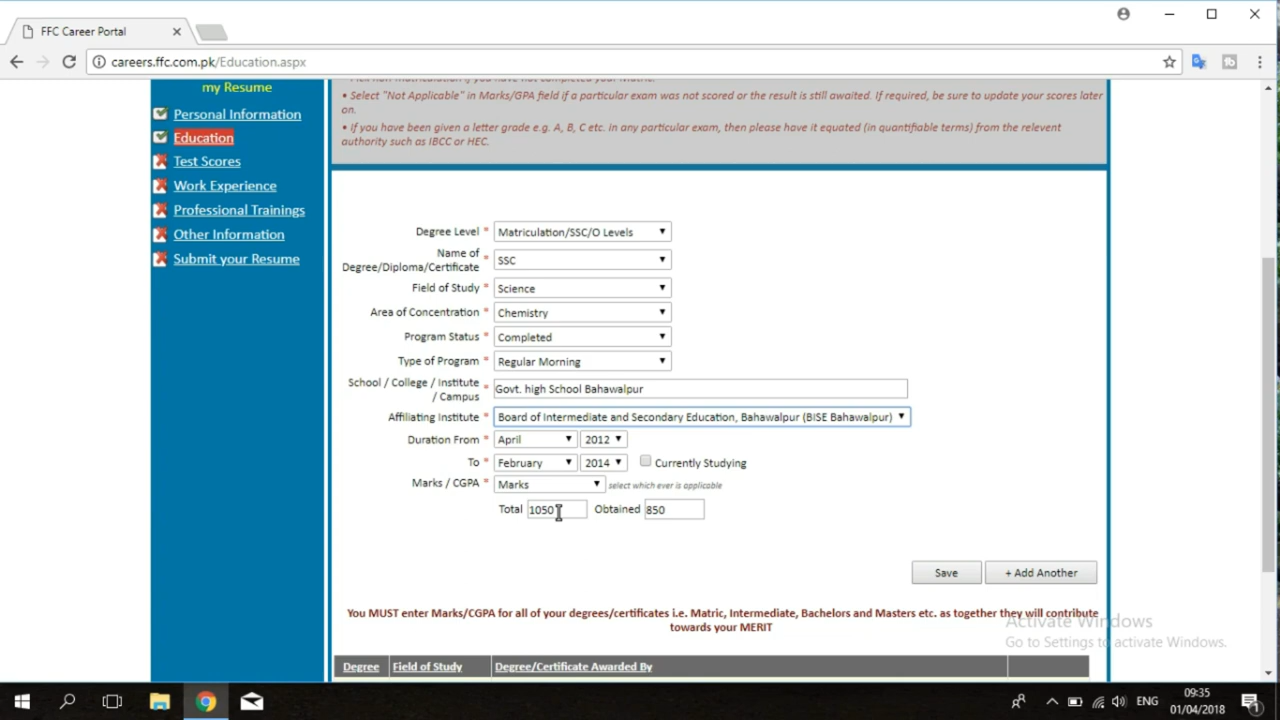 FFC Career Portal
careers.ffc.com.pk/Education.aspx
my Resume
Personal Information
Education
Test Scores
Work Experience
Professional Trainings
Other Information
Submit your Resume
• Select "Not Applicable" in Marks/GPA field if a particular exam was not scored or the result is still awaited. If required, be sure to update your scores later
on.
• If you have been given a letter grade e.g. A, B, C etc. in any particular exam, then please have it equated (in quantifiable terms) from the relevent
authority such as IBCC or HEC.
Degree Level * Matriculation/SSC/O Levels
Name of
Degree/Diploma/Certificate * SSC
Field of Study * Science
Area of Concentration * Chemistry
Program Status * Completed
Type of Program * Regular Morning
School / College / Institute
/ Campus * Govt. high School Bahawalpur
Affiliating Institute * Board of Intermediate and Secondary Education, Bahawalpur (BISE Bahawalpur)
Duration From * April 2012
To * February 2014 Currently Studying
Marks / CGPA * Marks select which ever is applicable
Total 1050 Obtained 850
Save + Add Another
You MUST enter Marks/CGPA for all of your degrees/certificates i.e. Matric, Intermediate, Bachelors and Masters etc. as together they will contribute
towards your MERIT
Activate Windows
Go to Settings to activate Windows.
Degree Field of Study Degree/Certificate Awarded By
ENG
09:35
01/04/2018
1